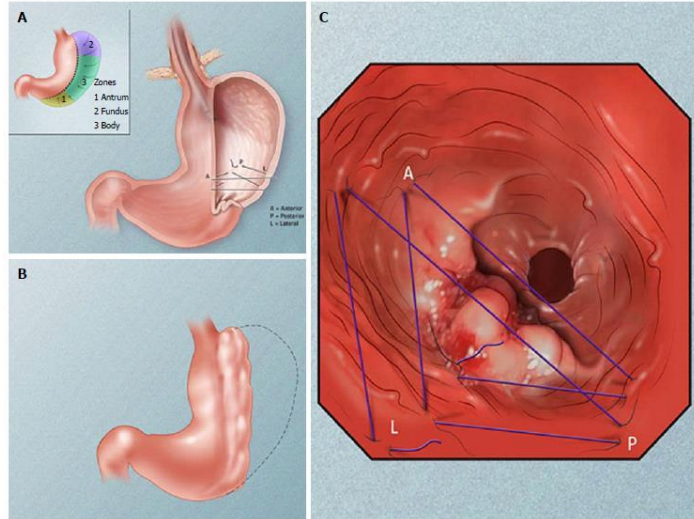 A
2
3
Zones
1
1 Antrum
2 Fundus
3 Body
A
P
L
A = Anterior
P = Posterior
L = Lateral
B
C
A
L
P